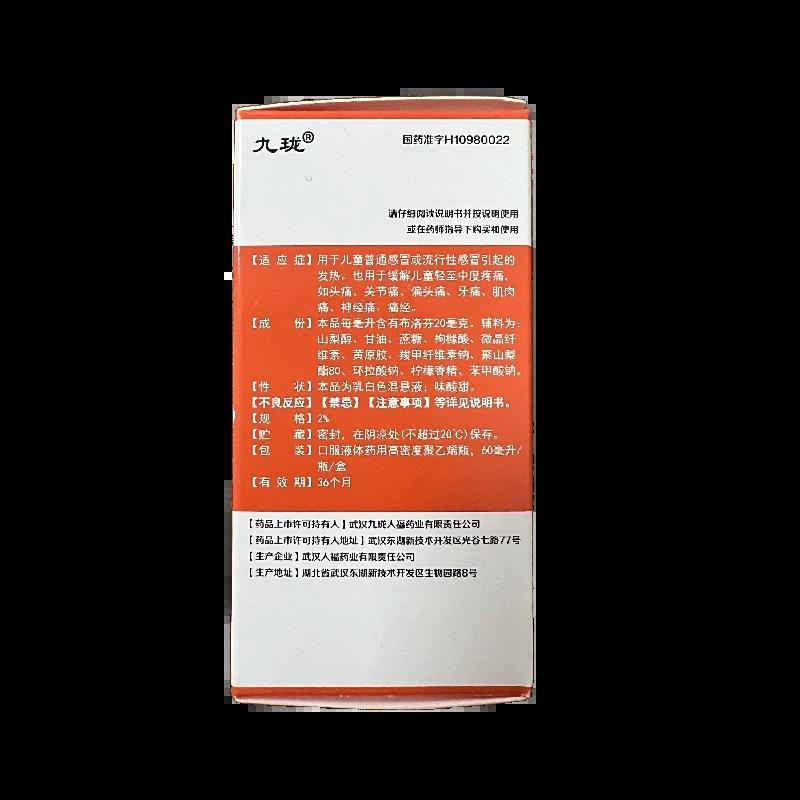 九珑®
国药准字H10980022
请仔细阅读说明书并按说明使用
或在药师指导下购买和使用
【适应症】用于儿童普通感冒或流行性感冒引起的
发热。也用于缓解儿童轻至中度疼痛、
如头痛、关节痛、偏头痛、牙痛、肌肉
痛、神经痛、痛经。
【成份】本品每毫升含有布洛芬20毫克。辅料为：
山梨醇、甘油、蔗糖、枸橼酸、微晶纤
维素、黄原胶、羧甲纤维素钠、聚山梨
酯80、环拉酸钠、柠檬香精、苯甲酸钠。
【性状】本品为乳白色混悬液；味酸甜。
【不良反应】【禁忌】【注意事项】等详见说明书。
【规格】2%
【贮藏】密封，在阴凉处(不超过20℃)保存。
【包装】口服液体药用高密度聚乙烯瓶，60毫升/
瓶/盒
【有效期】36个月
【药品上市许可持有人】武汉九珑人福药业有限责任公司
【药品上市许可持有人地址】武汉东湖新技术开发区光谷七路77号
【生产企业】武汉人福药业有限责任公司
【生产地址】湖北省武汉东湖新技术开发区生物园路8号